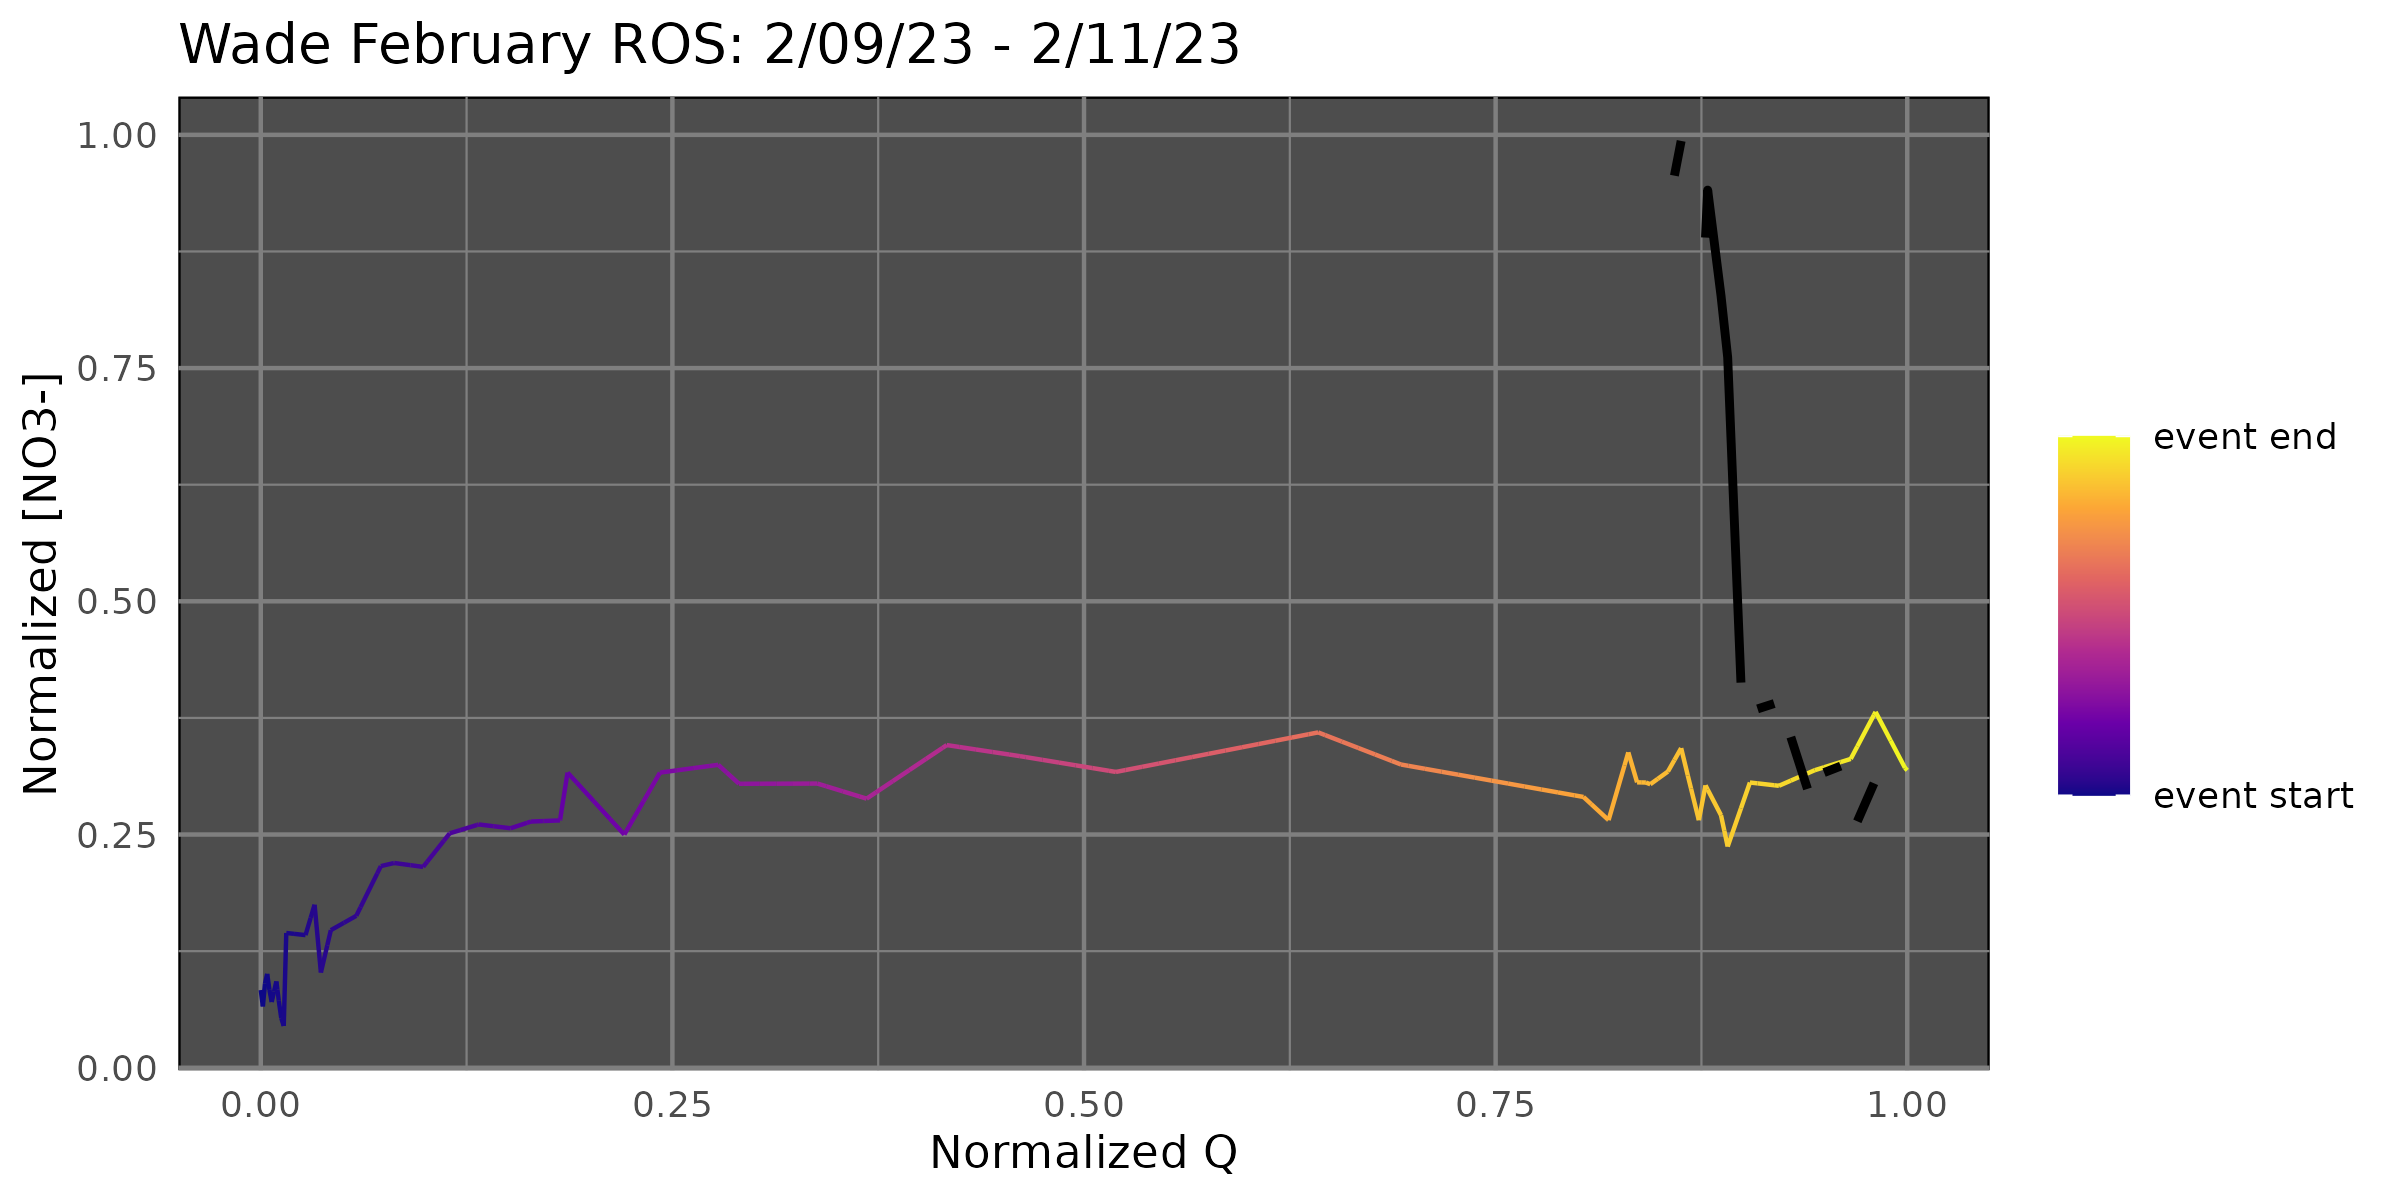 Wade February ROS: 2/09/23 - 2/11/23
Normalized [NO3-]
1.00
0.75
0.50
0.25
0.00
0.00 0.25 0.50 0.75 1.00
Normalized Q
event end
event start